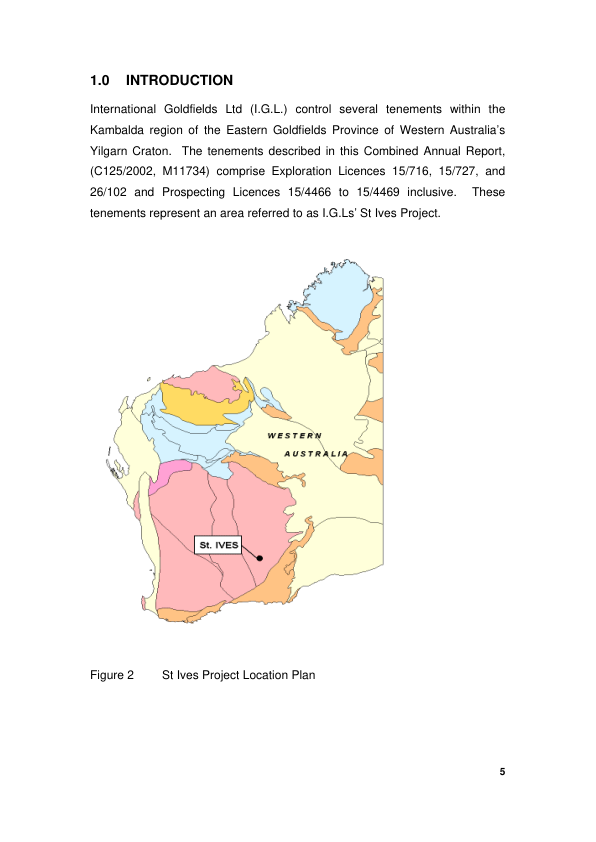 1.0 INTRODUCTION
International Goldfields Ltd (I.G.L.) control several tenements within the
Kambalda region of the Eastern Goldfields Province of Western Australia's
Yilgarn Craton. The tenements described in this Combined Annual Report,
(C125/2002, M11734) comprise Exploration Licences 15/716, 15/727, and
26/102 and Prospecting Licences 15/4466 to 15/4469 inclusive. These
tenements represent an area referred to as I.G.Ls' St Ives Project.
WESTERN
AUSTRALIA
St. IVES
Figure 2 St Ives Project Location Plan
5